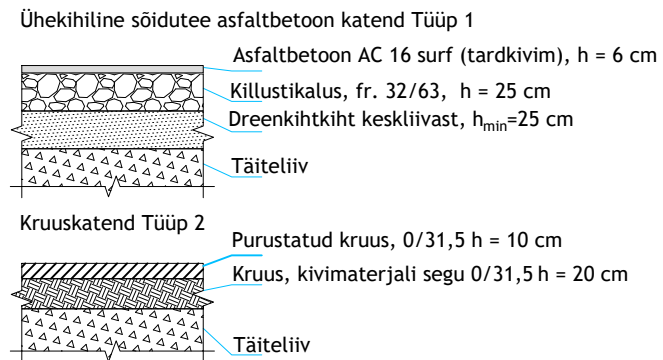 Ühekihiline sõidutee asfaltbetoon katend Tüüp 1
Asfaltbetoon AC 16 surf (tardkivim), h = 6 cm
Killustikalus, fr. 32/63, h = 25 cm
Dreenkihtkiht keskliivast, hmin=25 cm
Täiteliiv
Kruuskatend Tüüp 2
Purustatud kruus, 0/31,5 h = 10 cm
Kruus, kivimaterjali segu 0/31,5 h = 20 cm
Täiteliiv